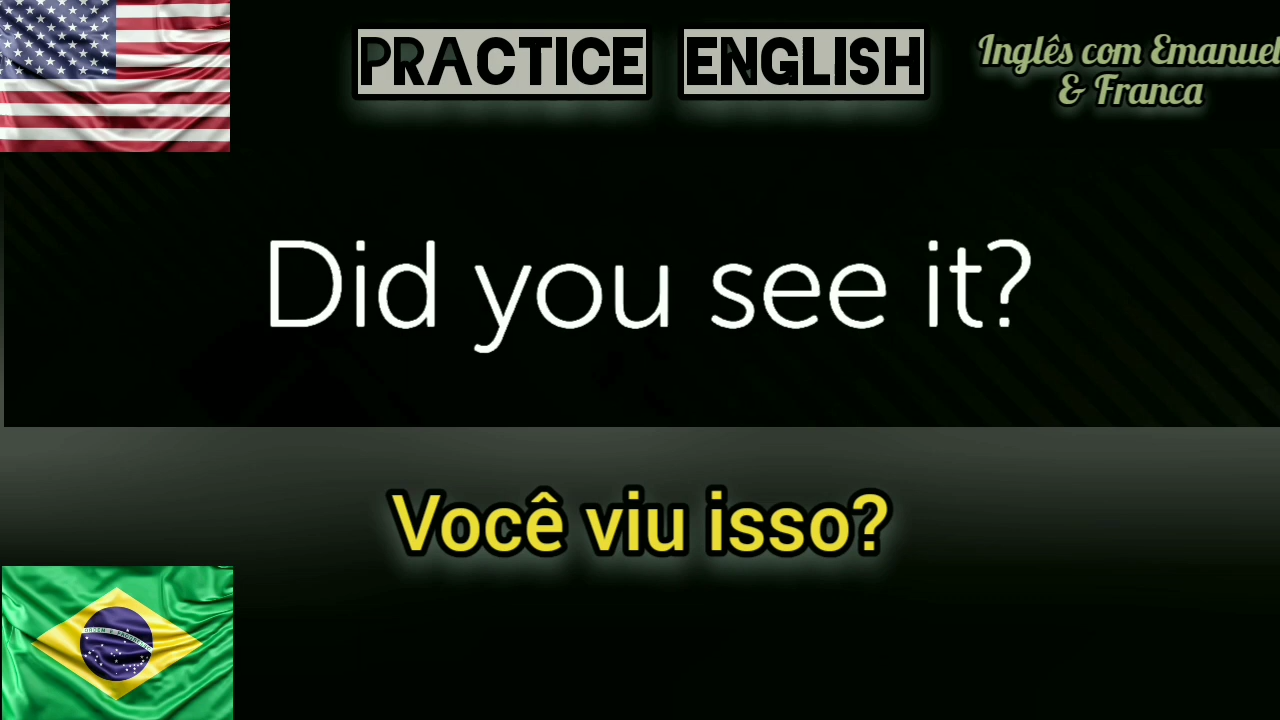 PRACTICE ENGLISH
Inglês com Emanuel
& Franca
Did you see it?
Você viu isso?